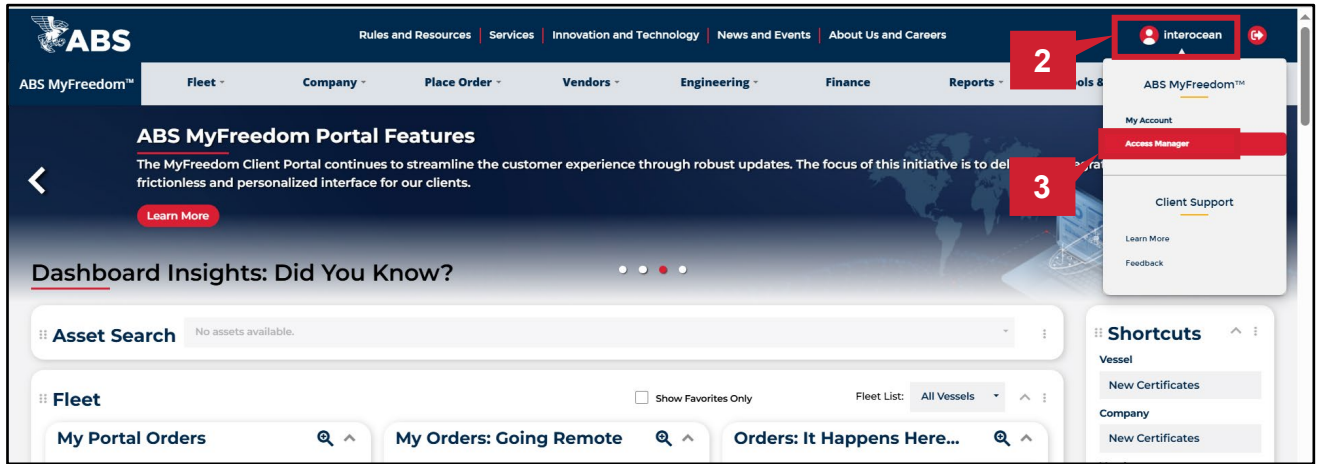 ABS
Rules and Resources | Services | Innovation and Technology | News and Events | About Us and Careers
2
interocean
ABS MyFreedom™
Fleet
Company
Place Order
Vendors
Engineering
Finance
Reports
ols &
ABS MyFreedom™
My Account
Access Manager
3
Client Support
Learn More
Feedback
ABS MyFreedom Portal Features
The MyFreedom Client Portal continues to streamline the customer experience through robust updates. The focus of this initiative is to del
frictionless and personalized interface for our clients.
Learn More
Dashboard Insights: Did You Know?
Asset Search
No assets available.
Shortcuts
Vessel
New Certificates
Company
New Certificates
Fleet
Show Favorites Only
Fleet List:
All Vessels
My Portal Orders
My Orders: Going Remote
Orders: It Happens Here...